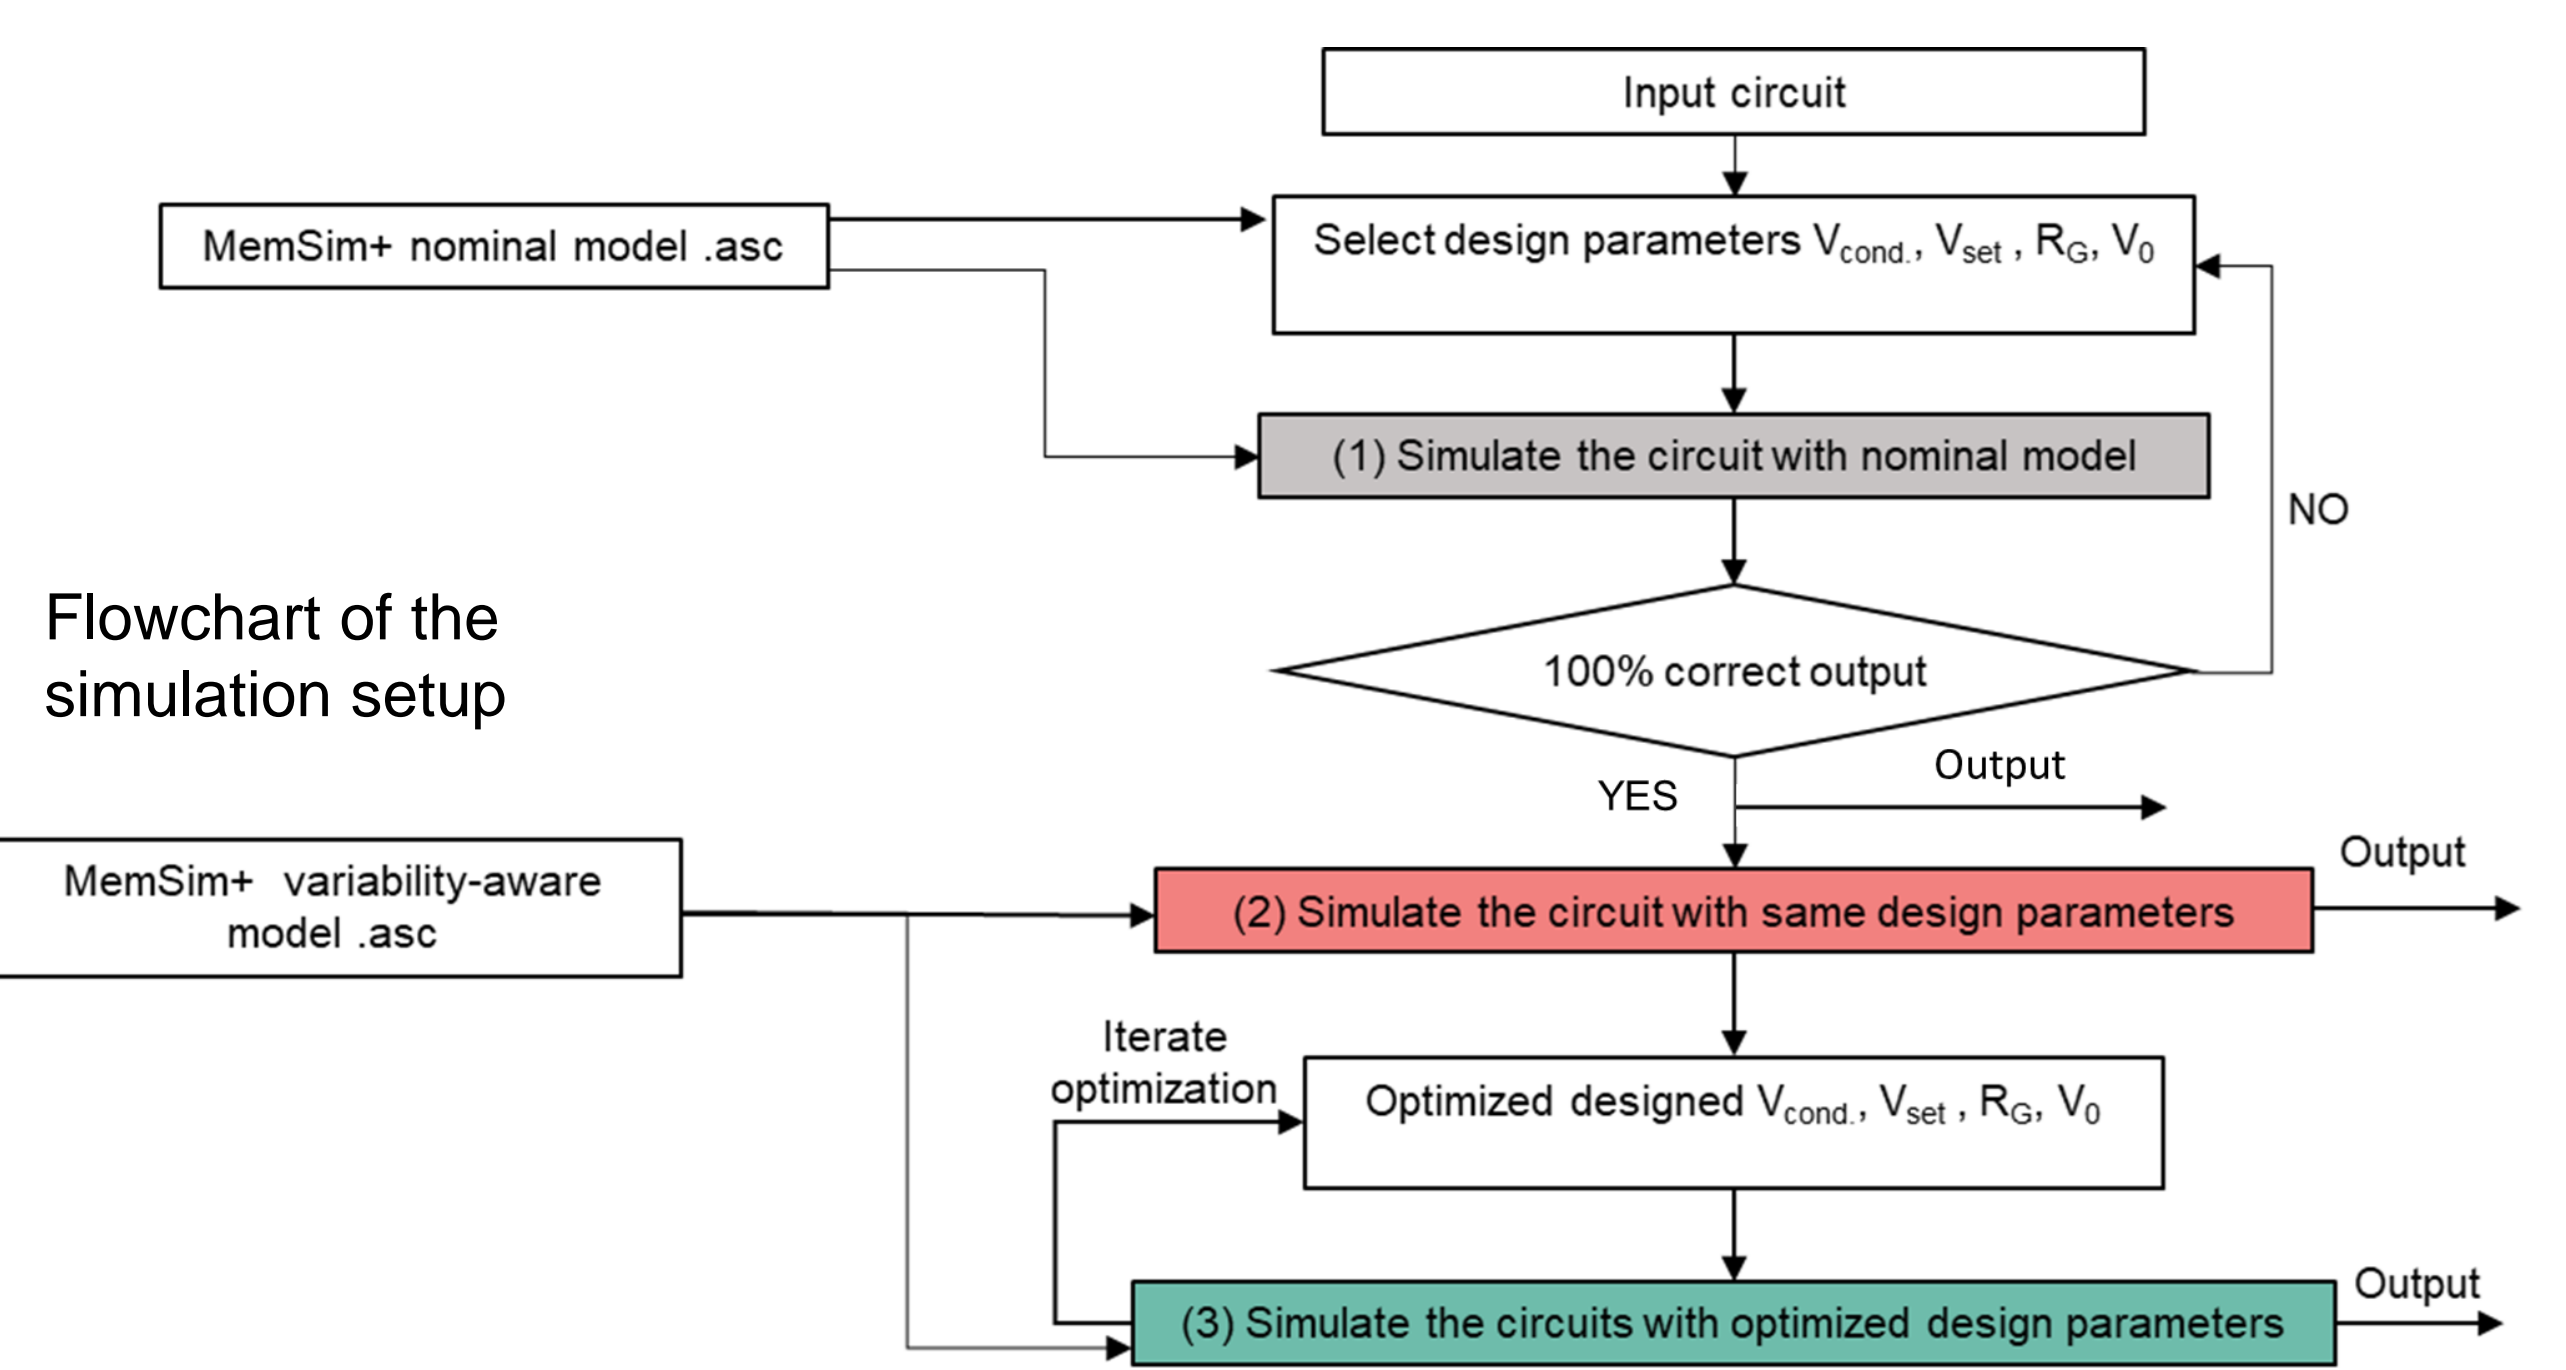 Input circuit
MemSim+ nominal model .asc
Select design parameters Vcond., Vset , RG, V0
(1) Simulate the circuit with nominal model
NO
Flowchart of the
simulation setup
100% correct output
Output
YES
Output
MemSim+ variability-aware
model .asc
(2) Simulate the circuit with same design parameters
Iterate
optimization
Optimized designed Vcond., Vset , RG, V0
Output
(3) Simulate the circuits with optimized design parameters